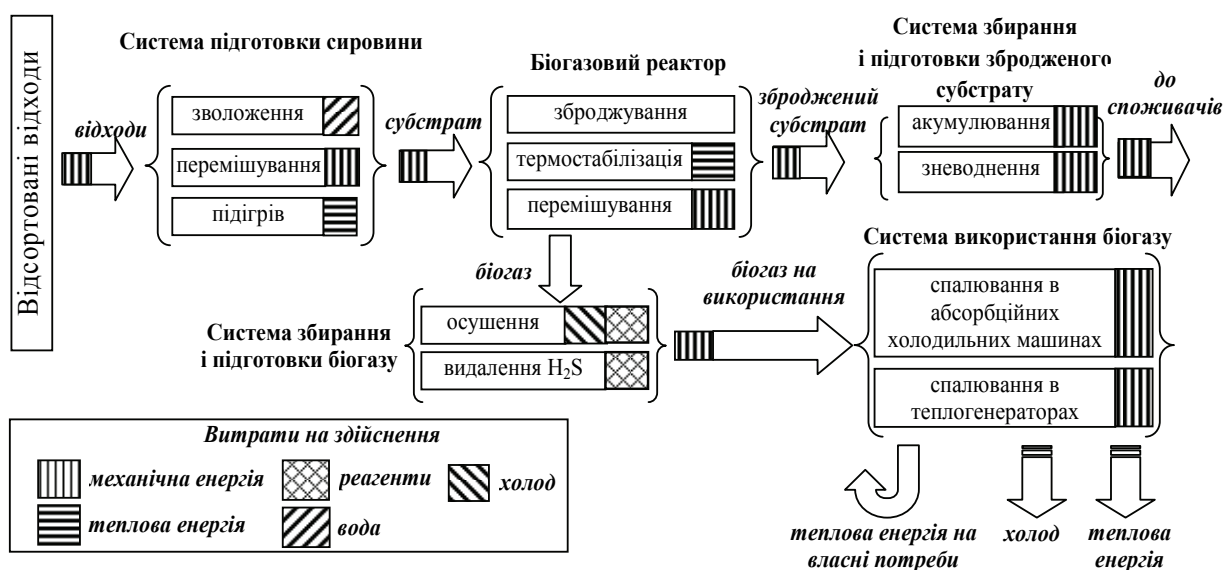 Відсортовані відходи
Система підготовки сировини
відходи
зволоження
перемішування
підігрів
субстрат
Біогазовий реактор
зброджування
термостабілізація
перемішування
зброджений
субстрат
Система збирання
і підготовки збродженого
субстрату
акумулювання
зневоднення
до
споживачів
біогаз
Система збирання
і підготовки біогазу
осушення
видалення H₂S
біогаз на
використання
Система використання біогазу
спалювання в
абсорбційних
холодильних машинах
спалювання в
теплогенераторах
теплова енергія на
власні потреби
холод
теплова
енергія
Витрати на здійснення
механічна енергія
реагенти
холод
теплова енергія
вода